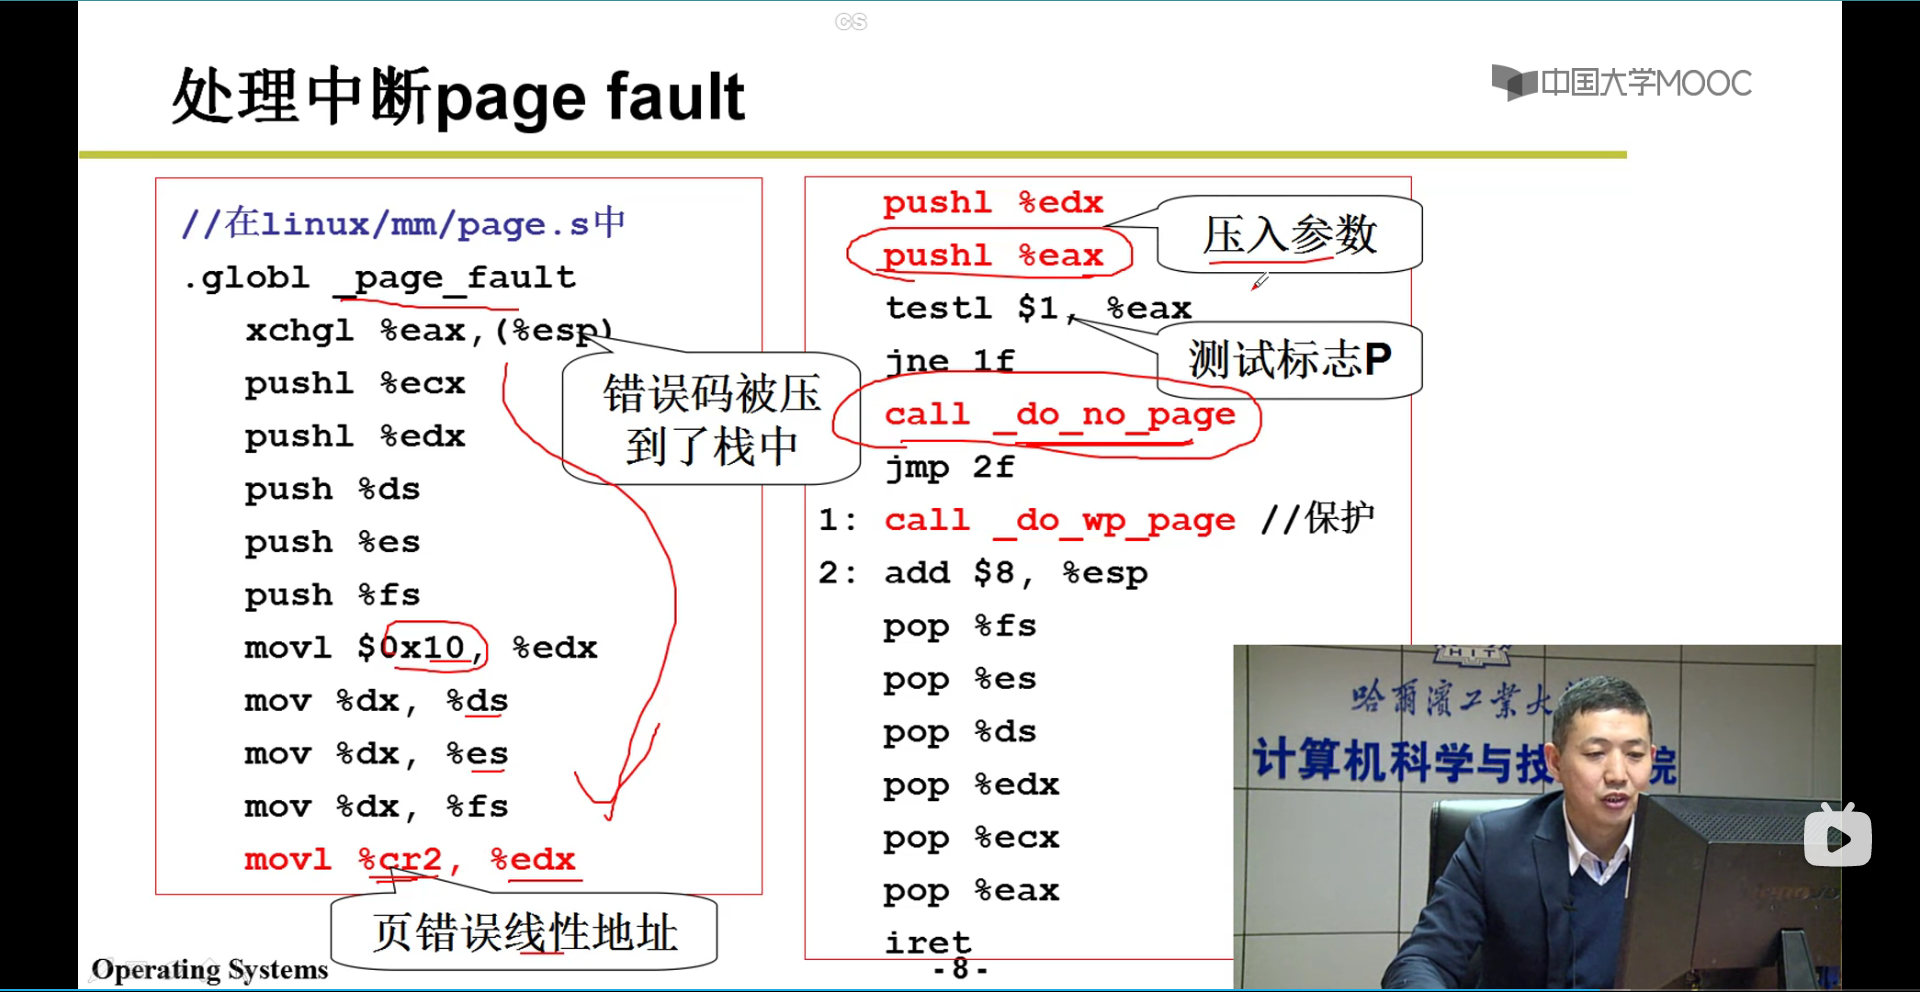 cs
处理中断page fault
中国大学MOOC
//在linux/mm/page.s中
.globl _page_fault
xchgl %eax,(%esp)
pushl %ecx
pushl %edx
push %ds
push %es
push %fs
movl $0x10, %edx
mov %dx, %ds
mov %dx, %es
mov %dx, %fs
movl %cr2, %edx
错误码被压
到了栈中
页错误线性地址
pushl %edx
pushl %eax
压入参数
testl $1, %eax
测试标志P
jne 1f
call _do_no_page
jmp 2f
1: call _do_wp_page //保护
2: add $8, %esp
pop %fs
pop %es
pop %ds
pop %edx
pop %ecx
pop %eax
iret
HIT
哈爾濱工業大
计算机科学与技
院
Operating Systems
-8-